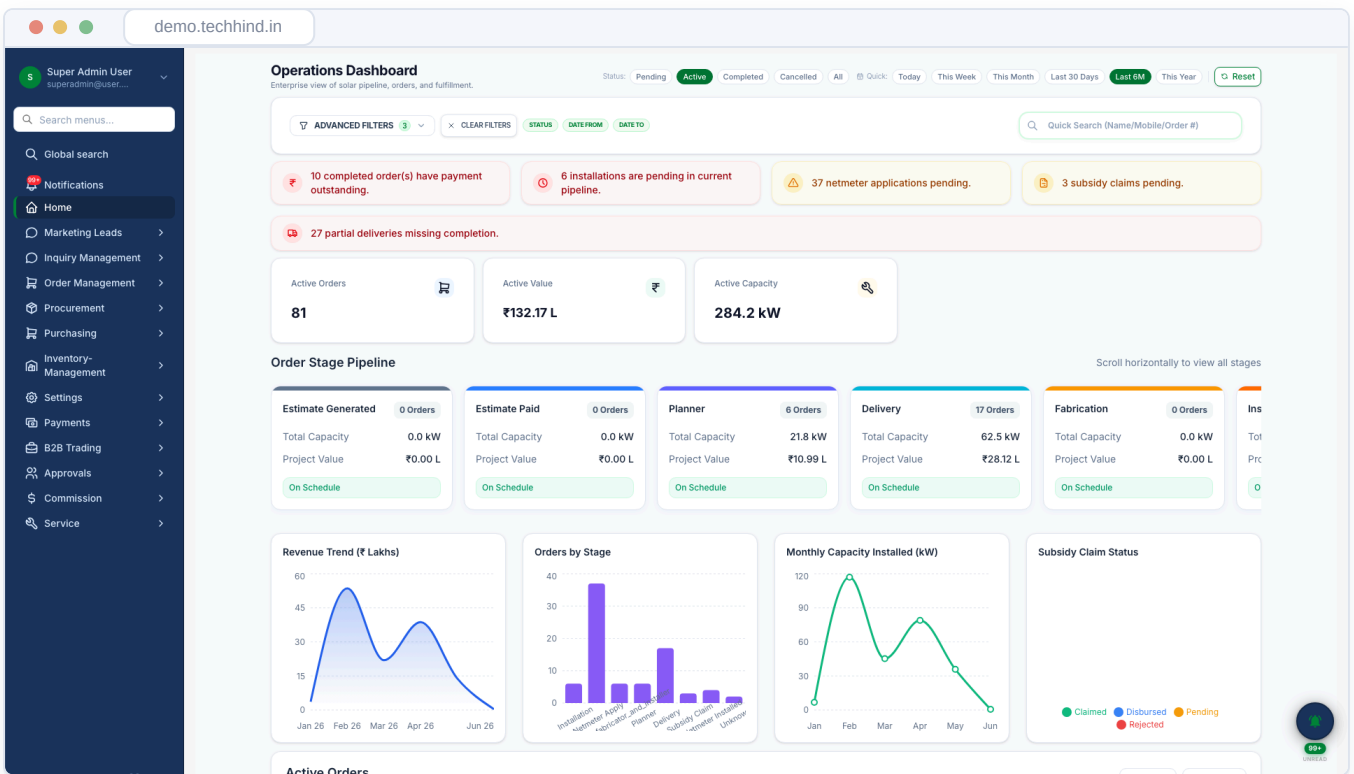 demo.techhind.in
S
Super Admin User
superadmin@user....
Search menus...
Global search
99+
Notifications
Home
Marketing Leads
Inquiry Management
Order Management
Procurement
Purchasing
Inventory-
Management
Settings
Payments
B2B Trading
Approvals
Commission
Service
Operations Dashboard
Enterprise view of solar pipeline, orders, and fulfillment.
Status: Pending Active Completed Cancelled All Quick: Today This Week This Month Last 30 Days Last 6M This Year Reset
ADVANCED FILTERS 3 CLEAR FILTERS STATUS DATE FROM DATE TO
Quick Search (Name/Mobile/Order #)
₹ 10 completed order(s) have payment
outstanding.
6 installations are pending in current
pipeline.
37 netmeter applications pending.
3 subsidy claims pending.
27 partial deliveries missing completion.
Active Orders
81
Active Value
₹
₹132.17 L
Active Capacity
284.2 kW
Order Stage Pipeline
Scroll horizontally to view all stages
Estimate Generated 0 Orders
Total Capacity 0.0 kW
Project Value ₹0.00 L
On Schedule
Estimate Paid 0 Orders
Total Capacity 0.0 kW
Project Value ₹0.00 L
On Schedule
Planner 6 Orders
Total Capacity 21.8 kW
Project Value ₹10.99 L
On Schedule
Delivery 17 Orders
Total Capacity 62.5 kW
Project Value ₹28.12 L
On Schedule
Fabrication 0 Orders
Total Capacity 0.0 kW
Project Value ₹0.00 L
On Schedule
Ins
Tot
Pro
O
Revenue Trend (₹ Lakhs)
60
45
30
15
0
Jan 26 Feb 26 Mar 26 Apr 26 Jun 26
Orders by Stage
40
30
20
10
0
Installation
Netmeter Apply
Planner
Delivery
Subsidy Claim
Unknow
Monthly Capacity Installed (kW)
120
90
60
30
0
Jan Feb Mar Apr May Jun
Subsidy Claim Status
Claimed Disbursed Pending
Rejected
99+
UNREAD
Active Orders